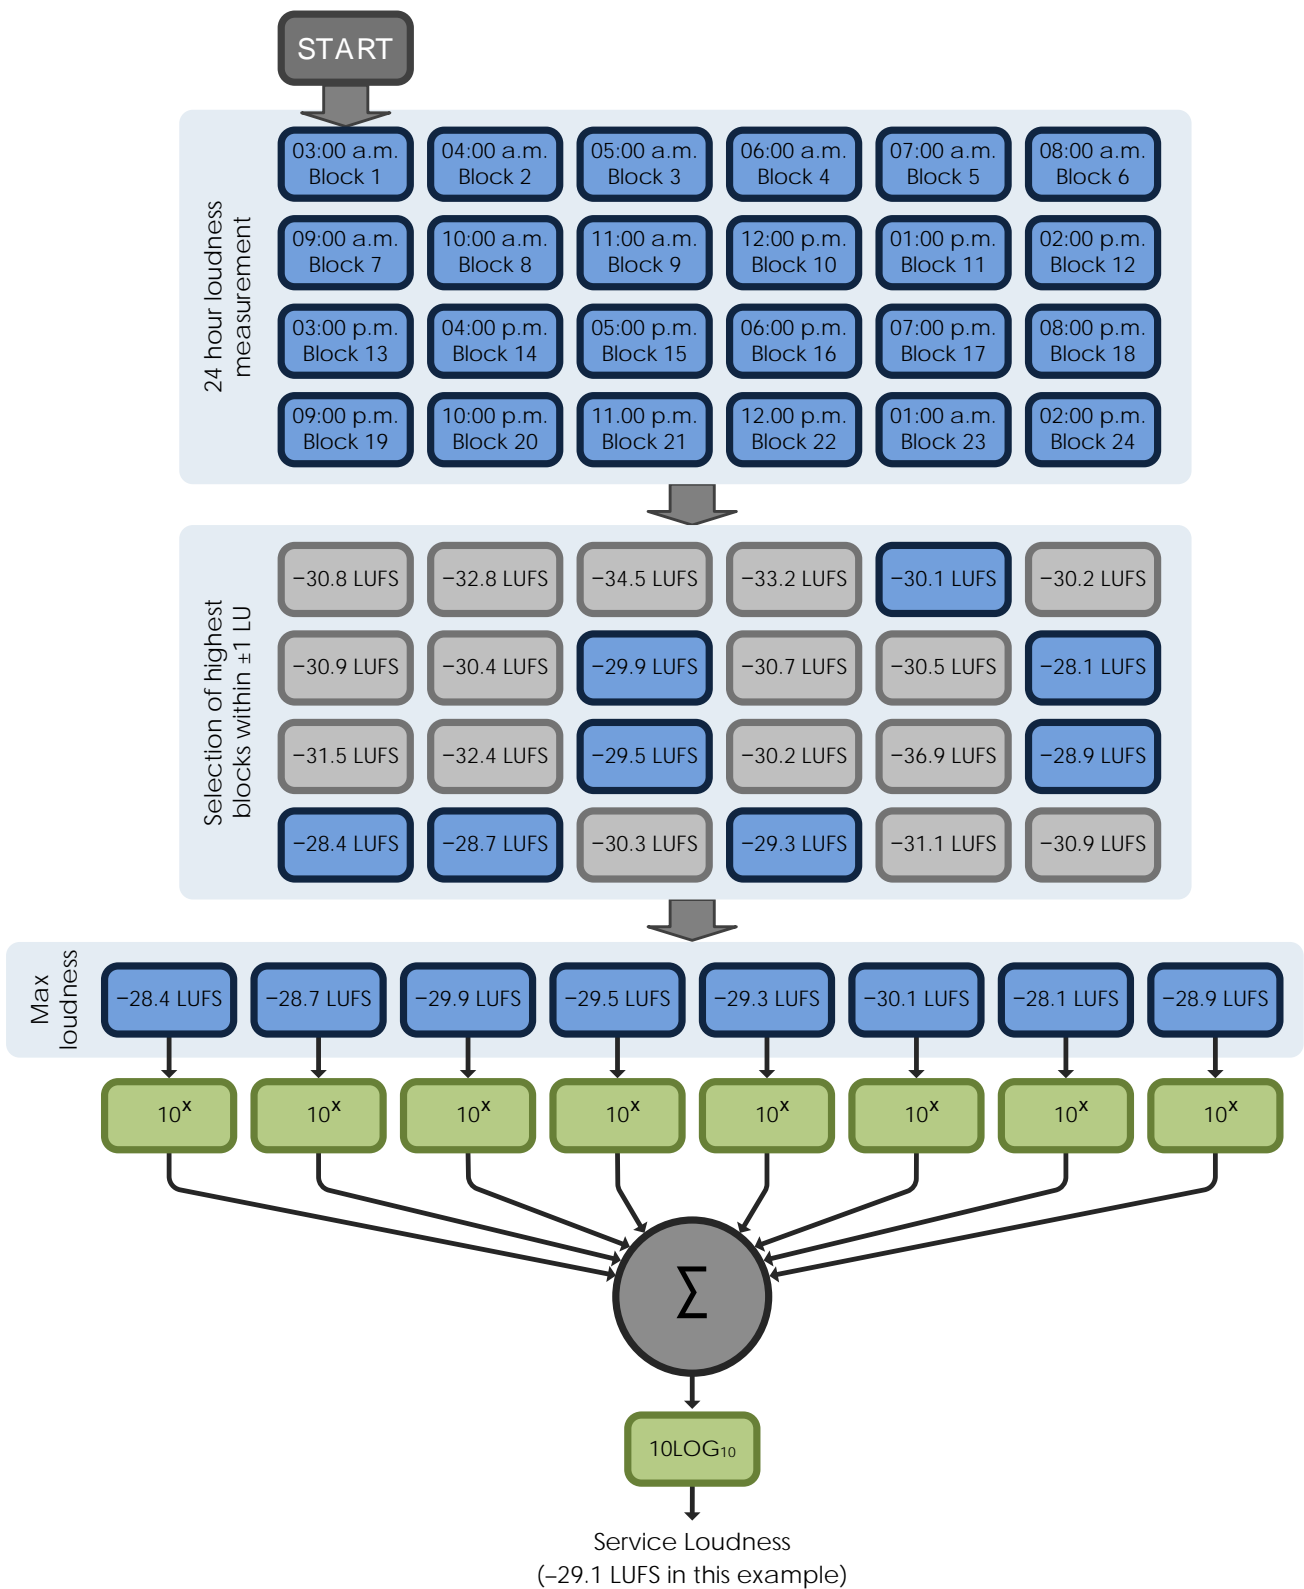 START
24 hour loudness
measurement
03:00 a.m.
Block 1
04:00 a.m.
Block 2
05:00 a.m.
Block 3
06:00 a.m.
Block 4
07:00 a.m.
Block 5
08:00 a.m.
Block 6
09:00 a.m.
Block 7
10:00 a.m.
Block 8
11:00 a.m.
Block 9
12:00 p.m.
Block 10
01:00 p.m.
Block 11
02:00 p.m.
Block 12
03:00 p.m.
Block 13
04:00 p.m.
Block 14
05:00 p.m.
Block 15
06:00 p.m.
Block 16
07:00 p.m.
Block 17
08:00 p.m.
Block 18
09:00 p.m.
Block 19
10:00 p.m.
Block 20
11.00 p.m.
Block 21
12.00 p.m.
Block 22
01:00 a.m.
Block 23
02:00 p.m.
Block 24
Selection of highest
blocks within ±1 LU
−30.8 LUFS
−32.8 LUFS
−34.5 LUFS
−33.2 LUFS
−30.1 LUFS
−30.2 LUFS
−30.9 LUFS
−30.4 LUFS
−29.9 LUFS
−30.7 LUFS
−30.5 LUFS
−28.1 LUFS
−31.5 LUFS
−32.4 LUFS
−29.5 LUFS
−30.2 LUFS
−36.9 LUFS
−28.9 LUFS
−28.4 LUFS
−28.7 LUFS
−30.3 LUFS
−29.3 LUFS
−31.1 LUFS
−30.9 LUFS
Max
loudness
−28.4 LUFS
−28.7 LUFS
−29.9 LUFS
−29.5 LUFS
−29.3 LUFS
−30.1 LUFS
−28.1 LUFS
−28.9 LUFS
10ˣ
10ˣ
10ˣ
10ˣ
10ˣ
10ˣ
10ˣ
10ˣ
∑
10LOG₁₀
Service Loudness
(−29.1 LUFS in this example)